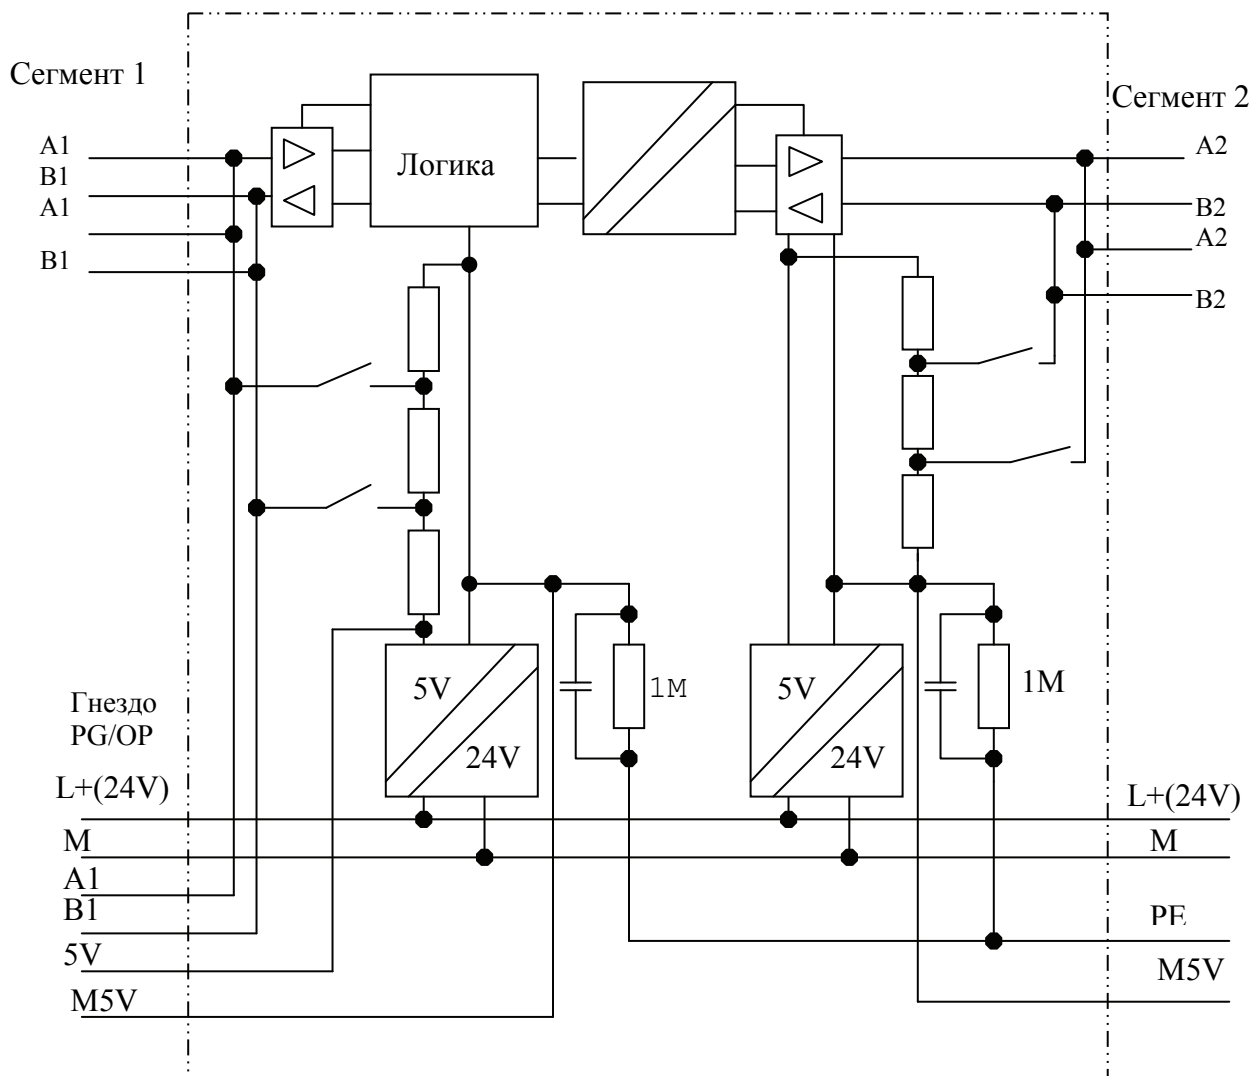 Сегмент 1
Сегмент 2
A1
B1
A1
B1
Логика
A2
B2
A2
B2
5V
24V
1M
5V
24V
1M
Гнездо
PG/OP
L+(24V)
M
A1
B1
5V
M5V
L+(24V)
M
PE
M5V